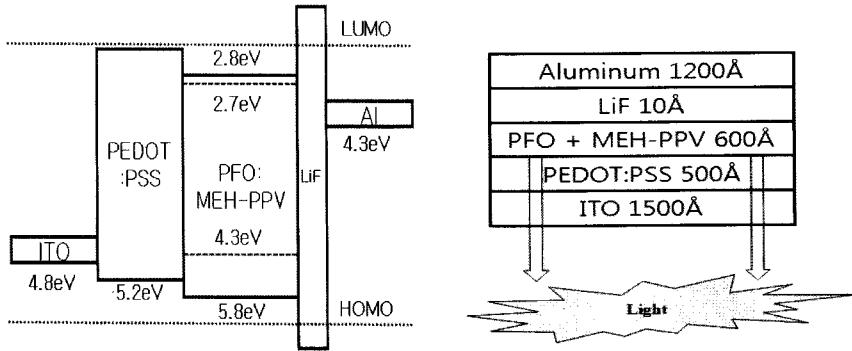 LUMO
2.8eV
2.7eV
Al
4.3eV
PEDOT
:PSS
PFO:
MEH-PPV
LiF
4.3eV
ITO
4.8eV
5.2eV
5.8eV
HOMO
Aluminum 1200Å
LiF 10Å
PFO + MEH-PPV 600Å
PEDOT:PSS 500Å
ITO 1500Å
Light